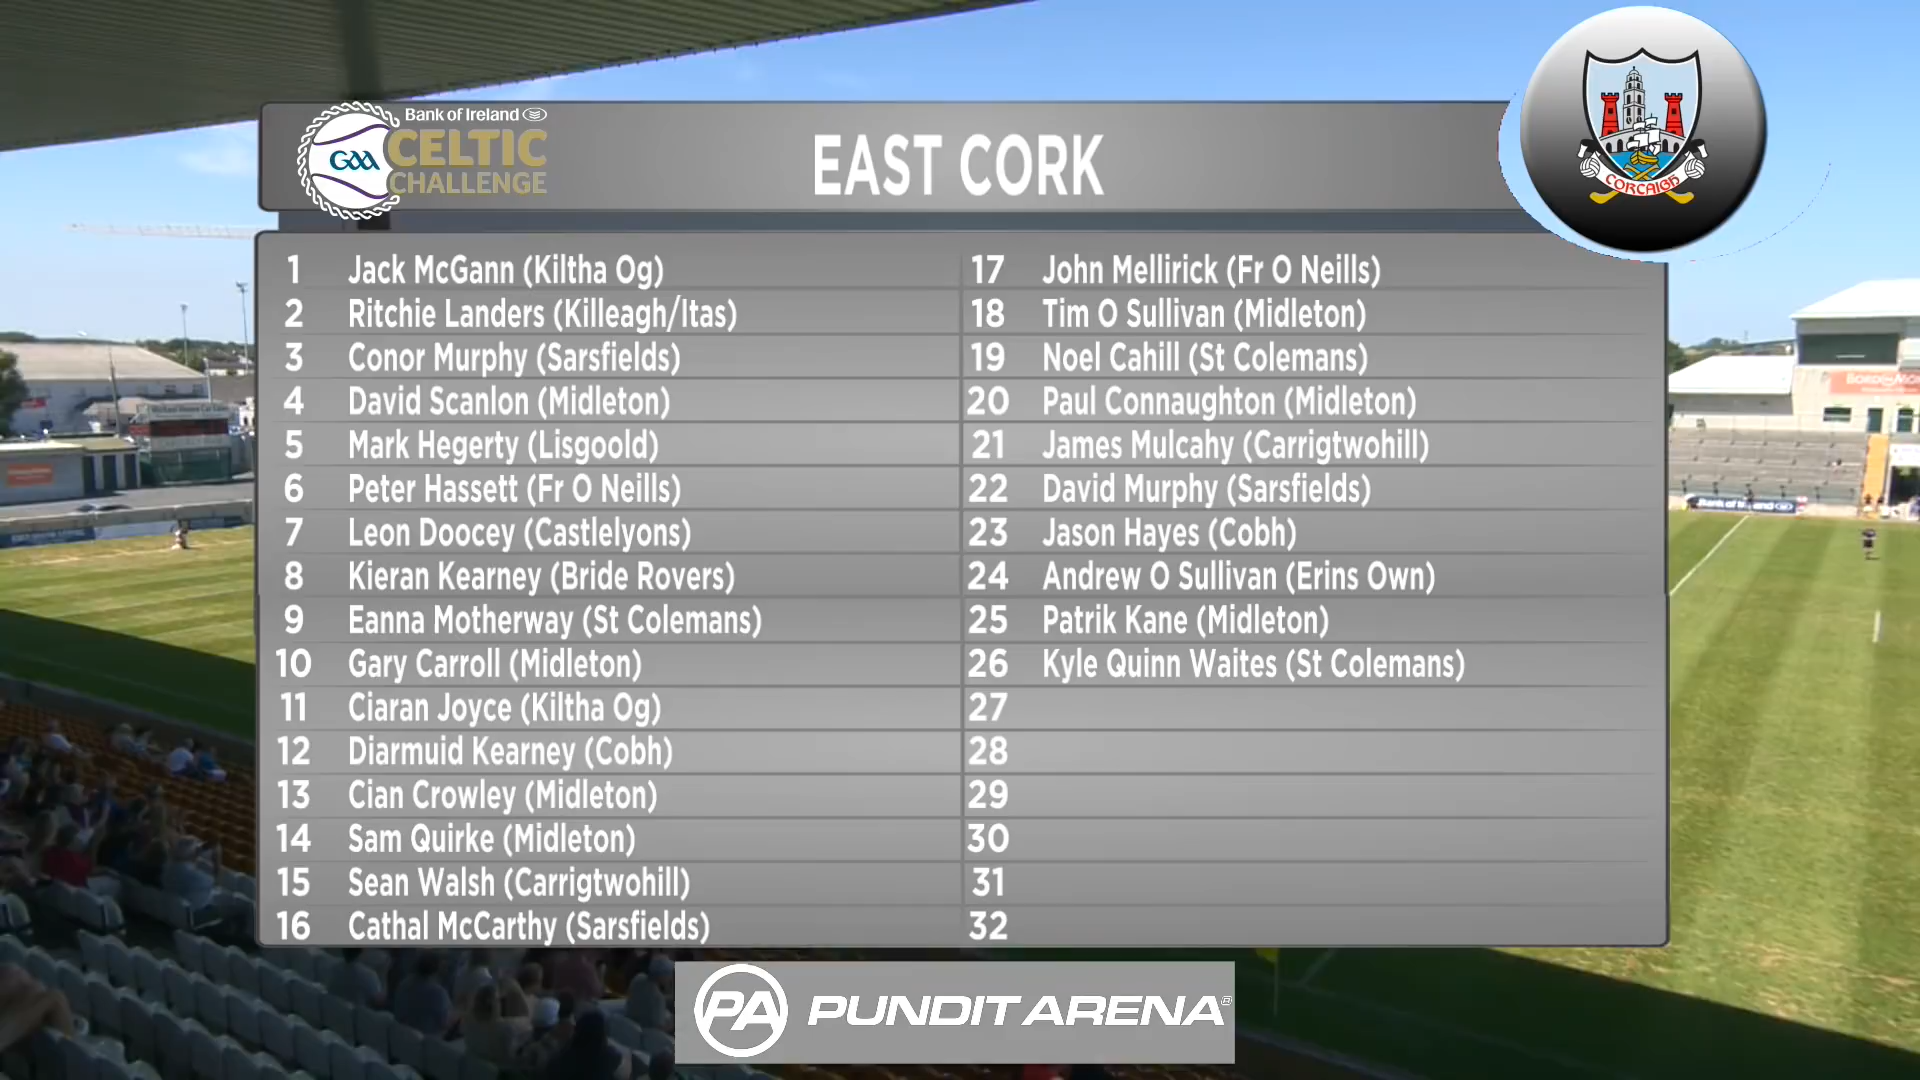 Bank of Ireland
GAA
CELTIC
CHALLENGE
EAST CORK
CORCAIGH
1 Jack McGann (Kiltha Og)
2 Ritchie Landers (Killeagh/Itas)
3 Conor Murphy (Sarsfields)
4 David Scanlon (Midleton)
5 Mark Hegerty (Lisgoold)
6 Peter Hassett (Fr O Neills)
7 Leon Doocey (Castlelyons)
8 Kieran Kearney (Bride Rovers)
9 Eanna Motherway (St Colemans)
10 Gary Carroll (Midleton)
11 Ciaran Joyce (Kiltha Og)
12 Diarmuid Kearney (Cobh)
13 Cian Crowley (Midleton)
14 Sam Quirke (Midleton)
15 Sean Walsh (Carrigtwohill)
16 Cathal McCarthy (Sarsfields)
17 John Mellirick (Fr O Neills)
18 Tim O Sullivan (Midleton)
19 Noel Cahill (St Colemans)
20 Paul Connaughton (Midleton)
21 James Mulcahy (Carrigtwohill)
22 David Murphy (Sarsfields)
23 Jason Hayes (Cobh)
24 Andrew O Sullivan (Erins Own)
25 Patrik Kane (Midleton)
26 Kyle Quinn Waites (St Colemans)
27
28
29
30
31
32
Bank of Ireland
PA PUNDIT ARENA®